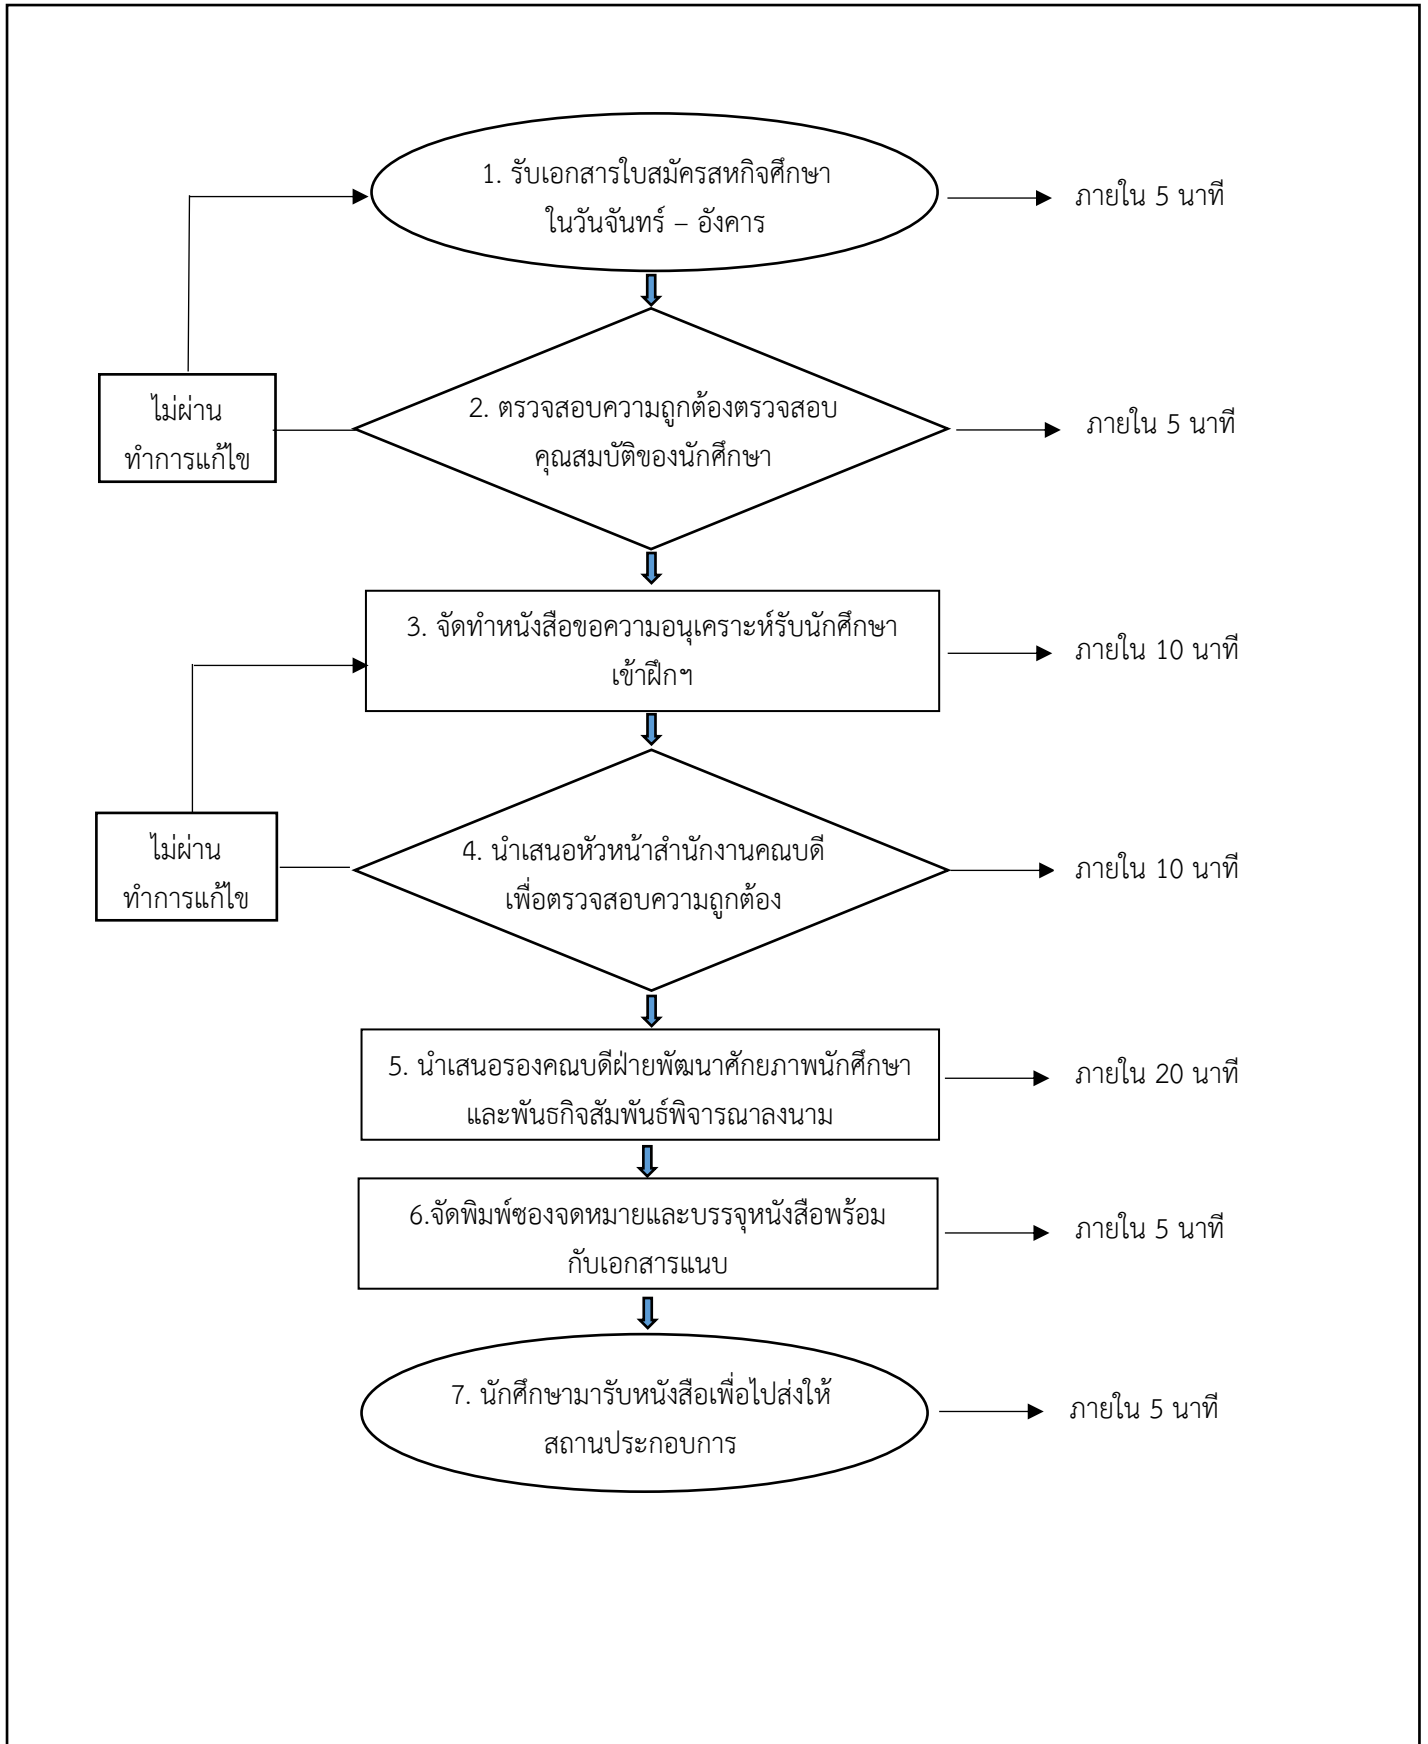 1. รับเอกสารใบสมัครสหกิจศึกษา
ในวันจันทร์ – อังคาร
ภายใน 5 นาที
ไม่ผ่าน
ทำการแก้ไข
2. ตรวจสอบความถูกต้องตรวจสอบ
คุณสมบัติของนักศึกษา
ภายใน 5 นาที
3. จัดทำหนังสือขอความอนุเคราะห์รับนักศึกษา
เข้าฝึกฯ
ภายใน 10 นาที
ไม่ผ่าน
ทำการแก้ไข
4. นำเสนอหัวหน้าสำนักงานคณบดี
เพื่อตรวจสอบความถูกต้อง
ภายใน 10 นาที
5. นำเสนอรองคณบดีฝ่ายพัฒนาศักยภาพนักศึกษา
และพันธกิจสัมพันธ์พิจารณาลงนาม
ภายใน 20 นาที
6.จัดพิมพ์ซองจดหมายและบรรจุหนังสือพร้อม
กับเอกสารแนบ
ภายใน 5 นาที
7. นักศึกษามารับหนังสือเพื่อไปส่งให้
สถานประกอบการ
ภายใน 5 นาที